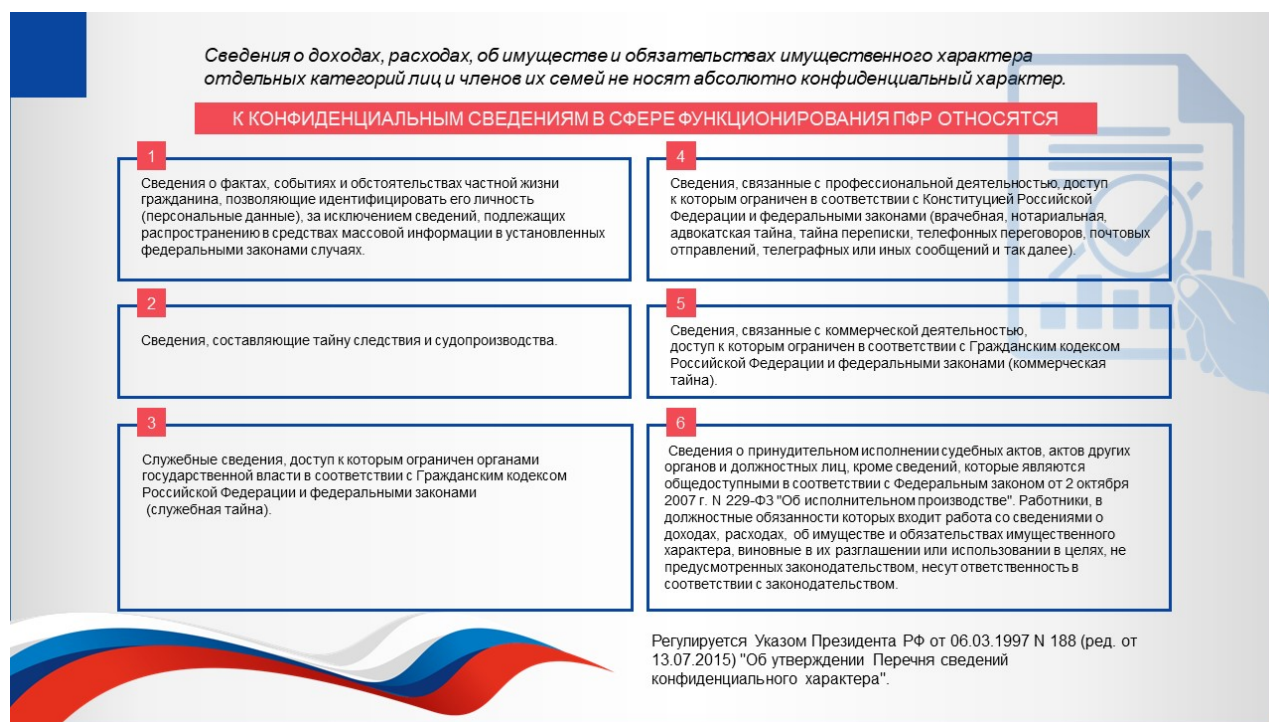 Сведения о доходах, расходах, об имуществе и обязательствах имущественного характера
отдельных категорий лиц и членов их семей не носят абсолютно конфиденциальный характер.
К КОНФИДЕНЦИАЛЬНЫМ СВЕДЕНИЯМ В СФЕРЕ ФУНКЦИОНИРОВАНИЯ ПФР ОТНОСЯТСЯ
1
Сведения о фактах, событиях и обстоятельствах частной жизни
гражданина, позволяющие идентифицировать его личность
(персональные данные), за исключением сведений, подлежащих
распространению в средствах массовой информации в установленных
федеральными законами случаях.
2
Сведения, составляющие тайну следствия и судопроизводства.
3
Служебные сведения, доступ к которым ограничен органами
государственной власти в соответствии с Гражданским кодексом
Российской Федерации и федеральными законами
(служебная тайна).
4
Сведения, связанные с профессиональной деятельностью, доступ
к которым ограничен в соответствии с Конституцией Российской
Федерации и федеральными законами (врачебная, нотариальная,
адвокатская тайна, тайна переписки, телефонных переговоров, почтовых
отправлений, телеграфных или иных сообщений и так далее).
5
Сведения, связанные с коммерческой деятельностью,
доступ к которым ограничен в соответствии с Гражданским кодексом
Российской Федерации и федеральными законами (коммерческая
тайна).
6
Сведения о принудительном исполнении судебных актов, актов других
органов и должностных лиц, кроме сведений, которые являются
общедоступными в соответствии с Федеральным законом от 2 октября
2007 г. N 229-ФЗ "Об исполнительном производстве". Работники, в
должностные обязанности которых входит работа со сведениями о
доходах, расходах, об имуществе и обязательствах имущественного
характера, виновные в их разглашении или использовании в целях, не
предусмотренных законодательством, несут ответственность в
соответствии с законодательством.
Регулируется Указом Президента РФ от 06.03.1997 N 188 (ред. от
13.07.2015) "Об утверждении Перечня сведений
конфиденциального характера".